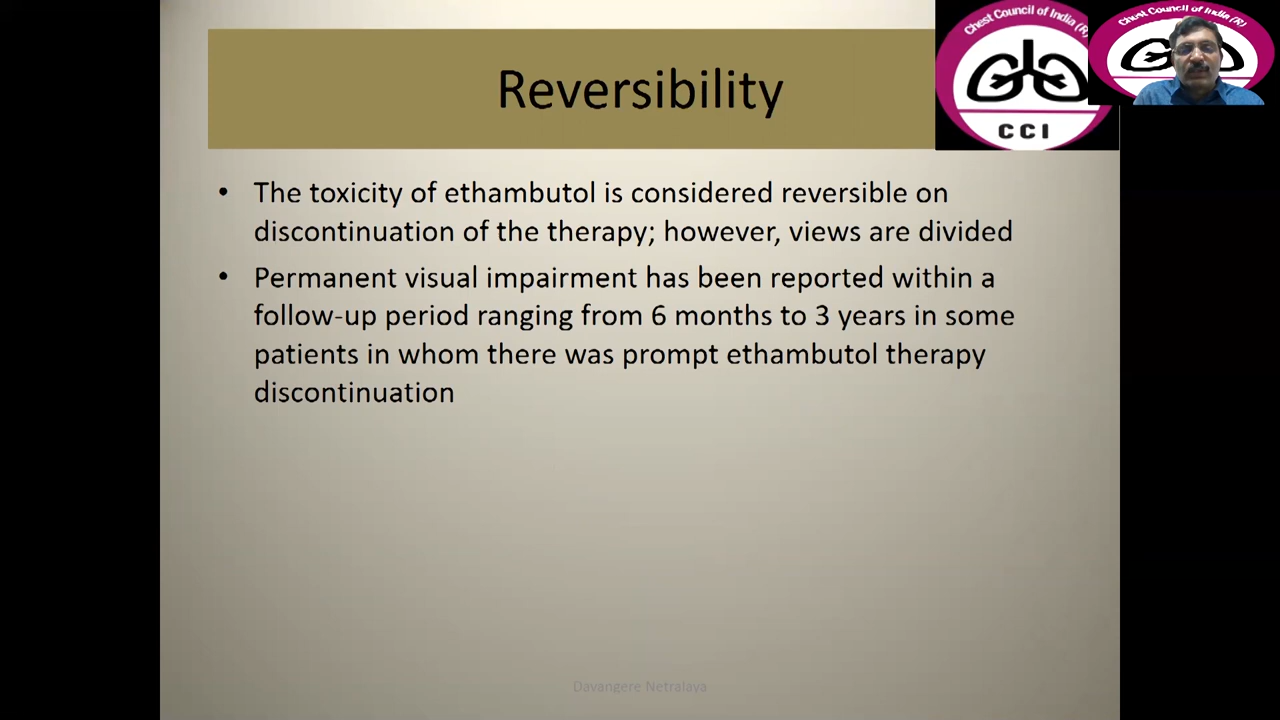 Reversibility
Chest Council of India (R)
CCI
Chest Council of India (R)
• The toxicity of ethambutol is considered reversible on
discontinuation of the therapy; however, views are divided
• Permanent visual impairment has been reported within a
follow-up period ranging from 6 months to 3 years in some
patients in whom there was prompt ethambutol therapy
discontinuation
Davangere Netralaya